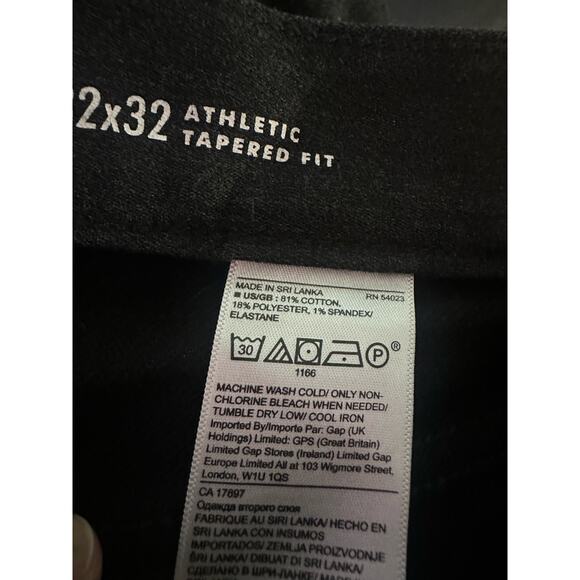 2x32 ATHLETIC
TAPERED FIT
MADE IN SRI LANKA RN 54023
■ US/GB : 81% COTTON,
18% POLYESTER, 1% SPANDEX/
ELASTANE
30 P ®
1166
MACHINE WASH COLD/ ONLY NON-
CHLORINE BLEACH WHEN NEEDED/
TUMBLE DRY LOW/ COOL IRON
Imported By/Importe Par: Gap (UK
Holdings) Limited: GPS (Great Britain)
Limited Gap Stores (Ireland) Limited Gap
Europe Limited All at 103 Wigmore Street,
London, W1U 1QS
CA 17897
Одежда второго слоя
FABRIQUE AU SRI LANKA/ HECHO EN
SRI LANKA CON INSUMOS
IMPORTADOS/ ZEMLJA PROIZVODNJE
SRI LANKA/ DIBUAT DI SRI LANKA/
СДЕЛАНО В ШРИ-ЛАНКЕ/